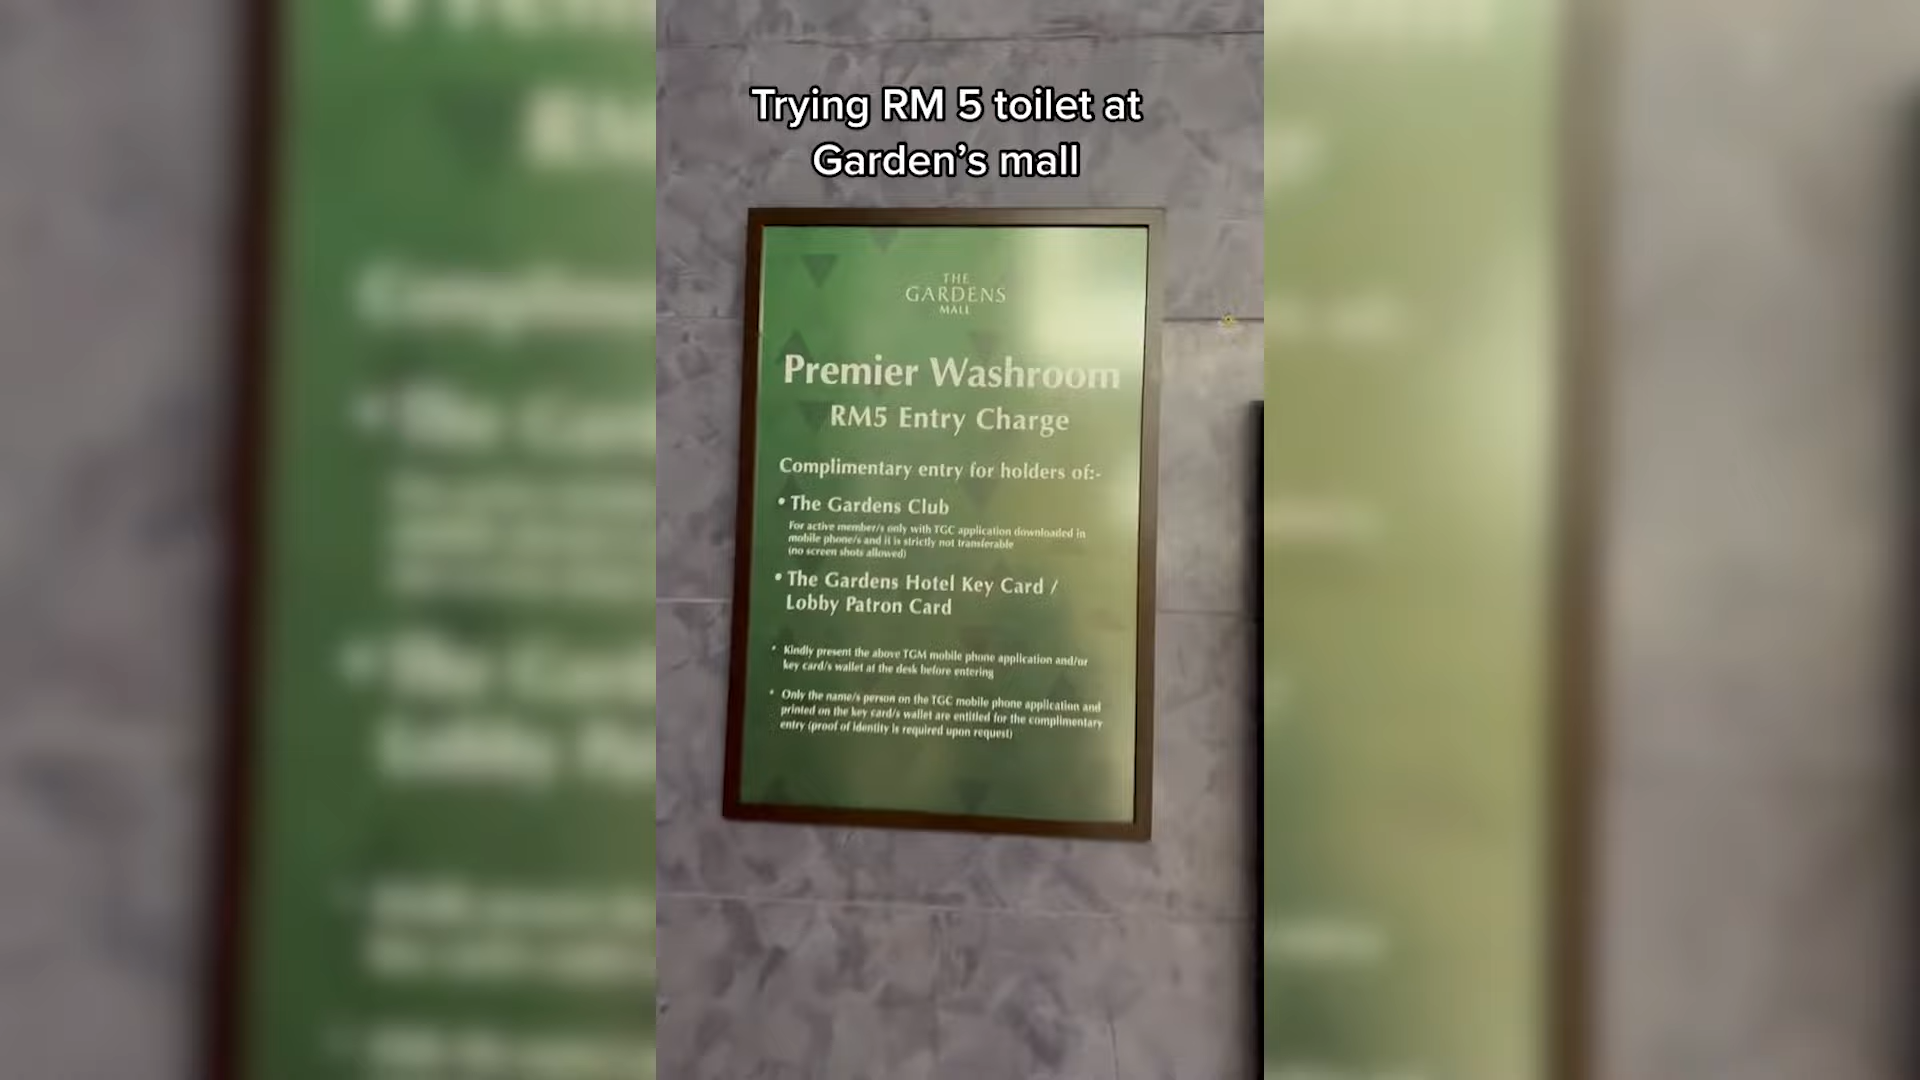 Trying RM 5 toilet at
Garden's mall
THE
GARDENS
MALL
Premier Washroom
RM5 Entry Charge
Complimentary entry for holders of:-
• The Gardens Club
For active member/s only with TGC application downloaded in
mobile phone/s and it is strictly not transferable
(no screen shots allowed)
• The Gardens Hotel Key Card /
Lobby Patron Card
* Kindly present the above TGM mobile phone application and/or
key card/s wallet at the desk before entering
* Only the name/s person on the TGC mobile phone application and
printed on the key card/s wallet are entitled for the complimentary
entry (proof of identity is required upon request)